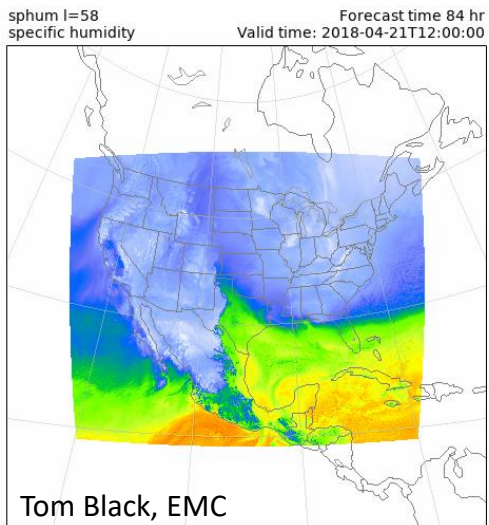 sphum l=58
Forecast time 84 hr
specific humidity
Valid time: 2018-04-21T12:00:00
Tom Black, EMC